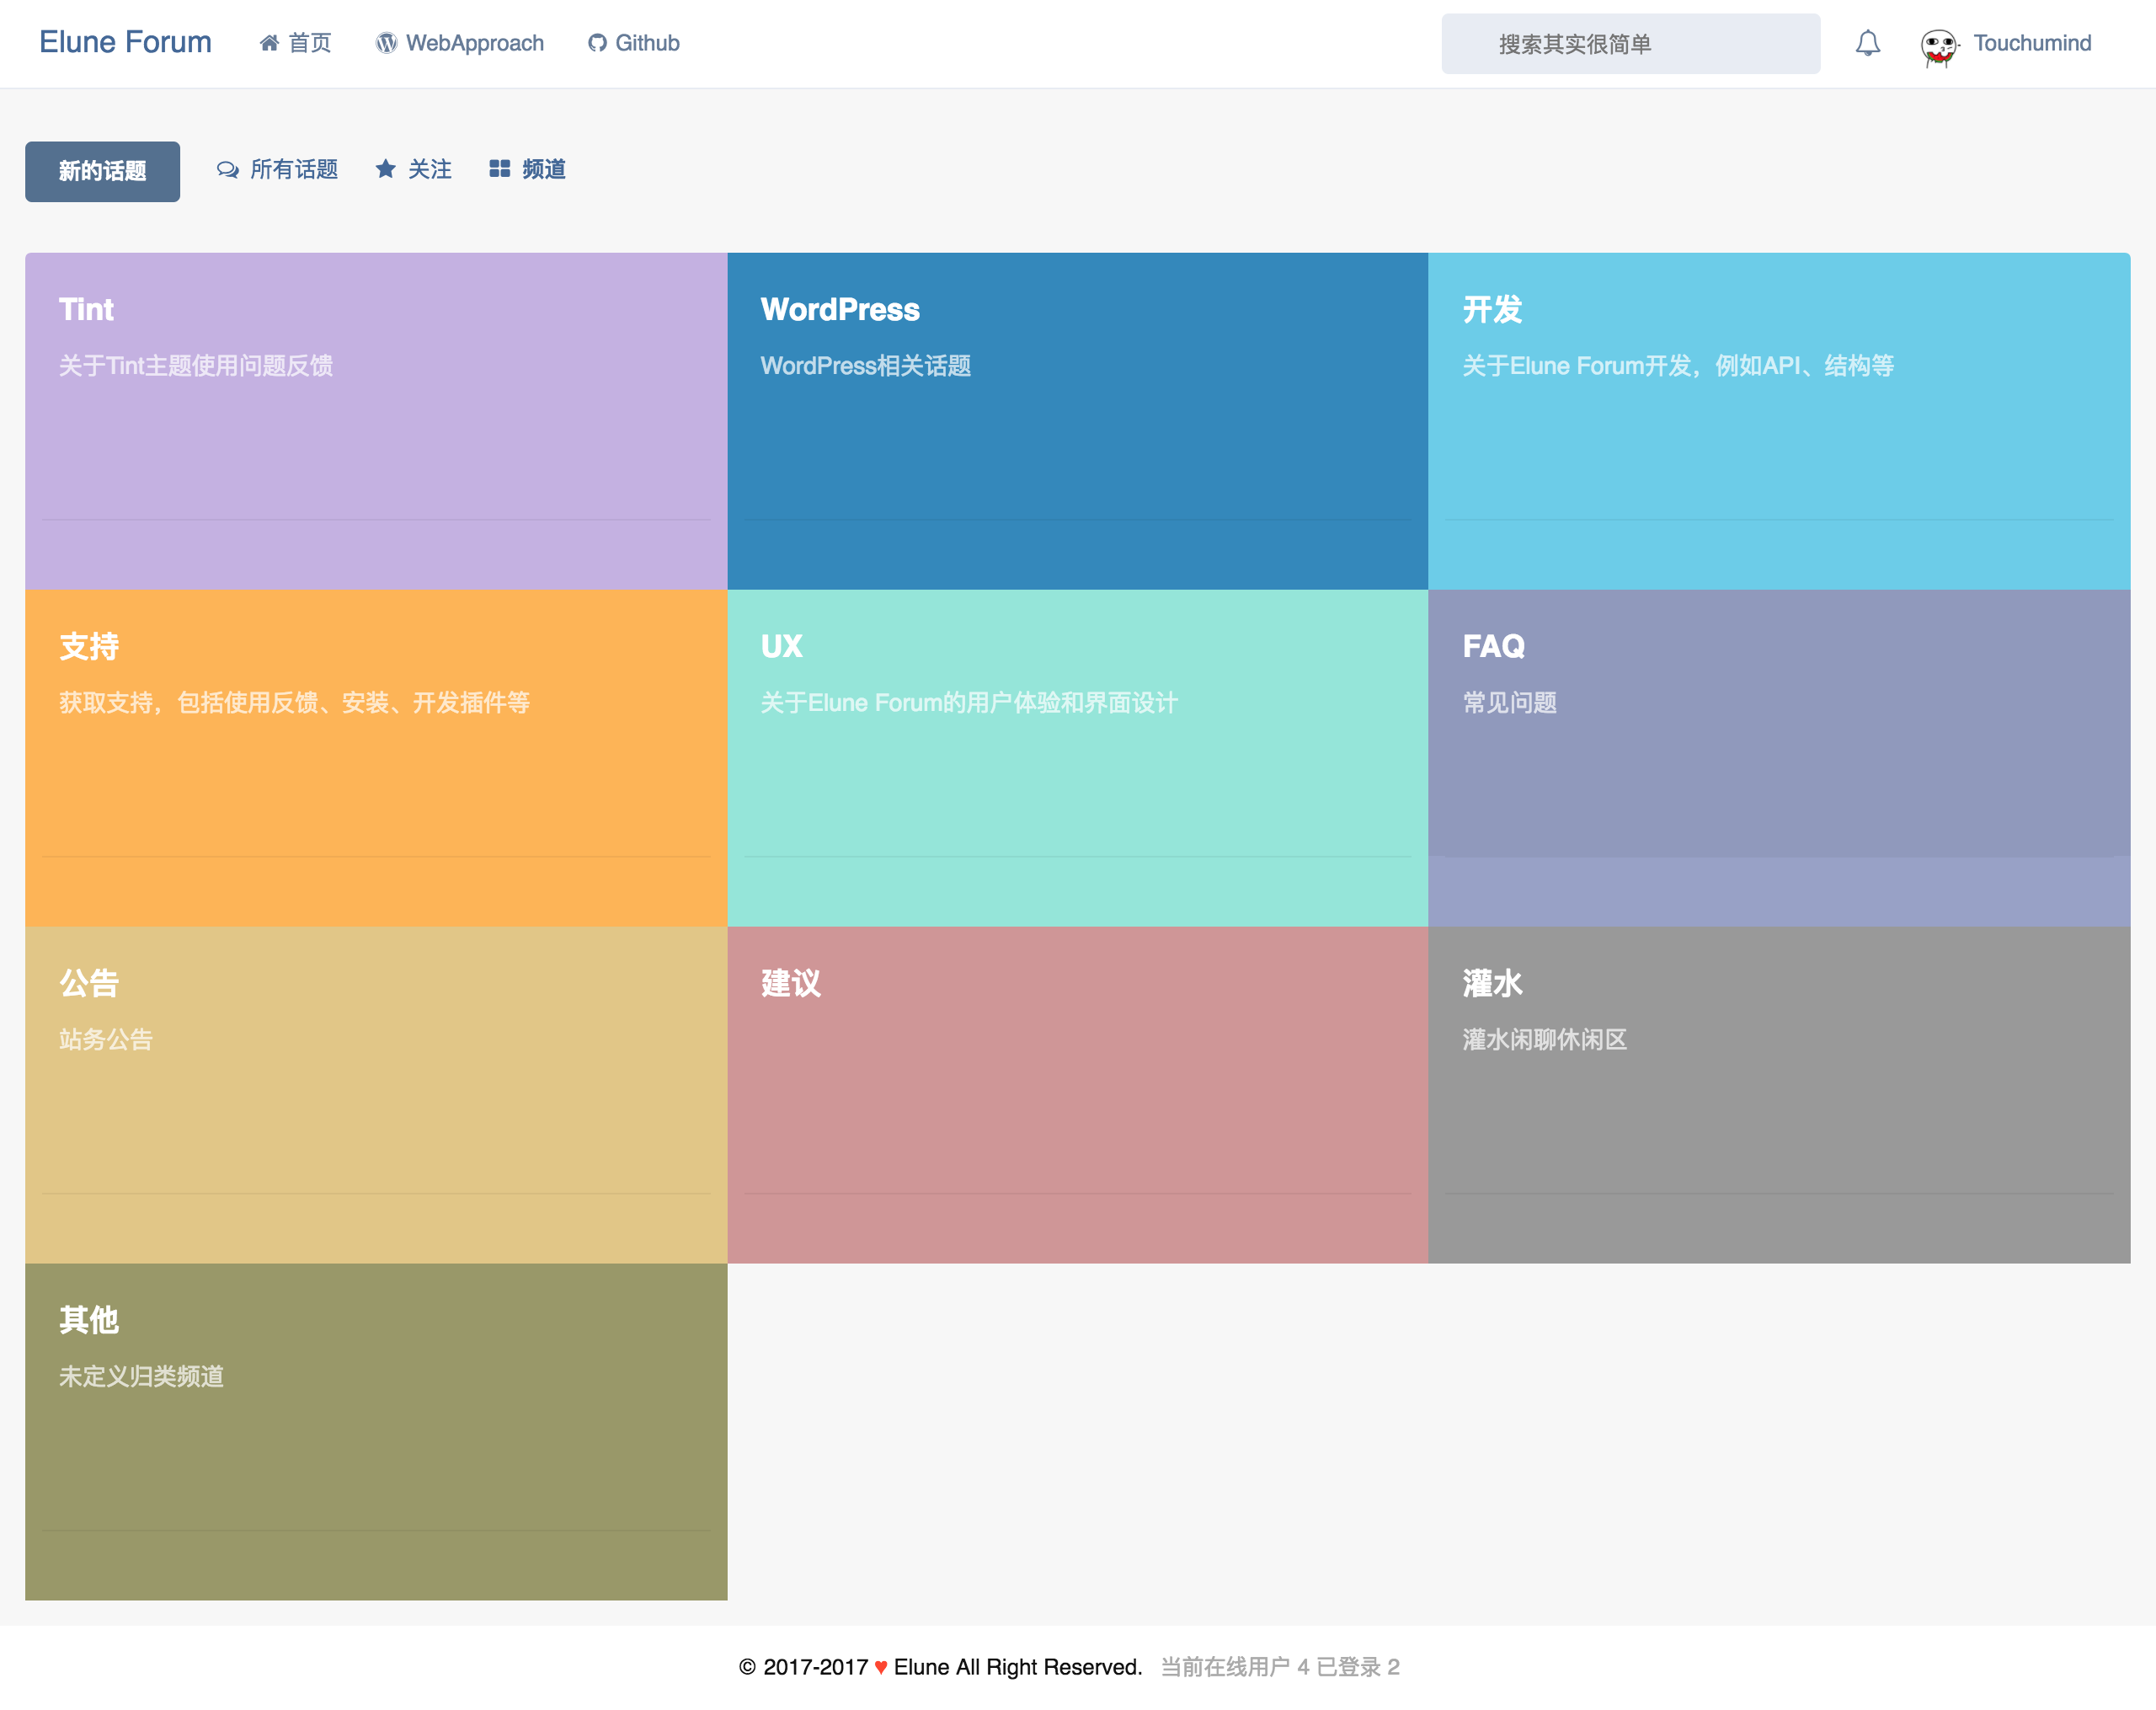 Elune Forum 首页 WebApproach Github 搜索其实很简单 Touchumind
新的话题 所有话题 关注 频道
Tint
关于Tint主题使用问题反馈
WordPress
WordPress相关话题
开发
关于Elune Forum开发，例如API、结构等
支持
获取支持，包括使用反馈、安装、开发插件等
UX
关于Elune Forum的用户体验和界面设计
FAQ
常见问题
公告
站务公告
建议
灌水
灌水闲聊休闲区
其他
未定义归类频道
© 2017-2017 ♥ Elune All Right Reserved. 当前在线用户 4 已登录 2